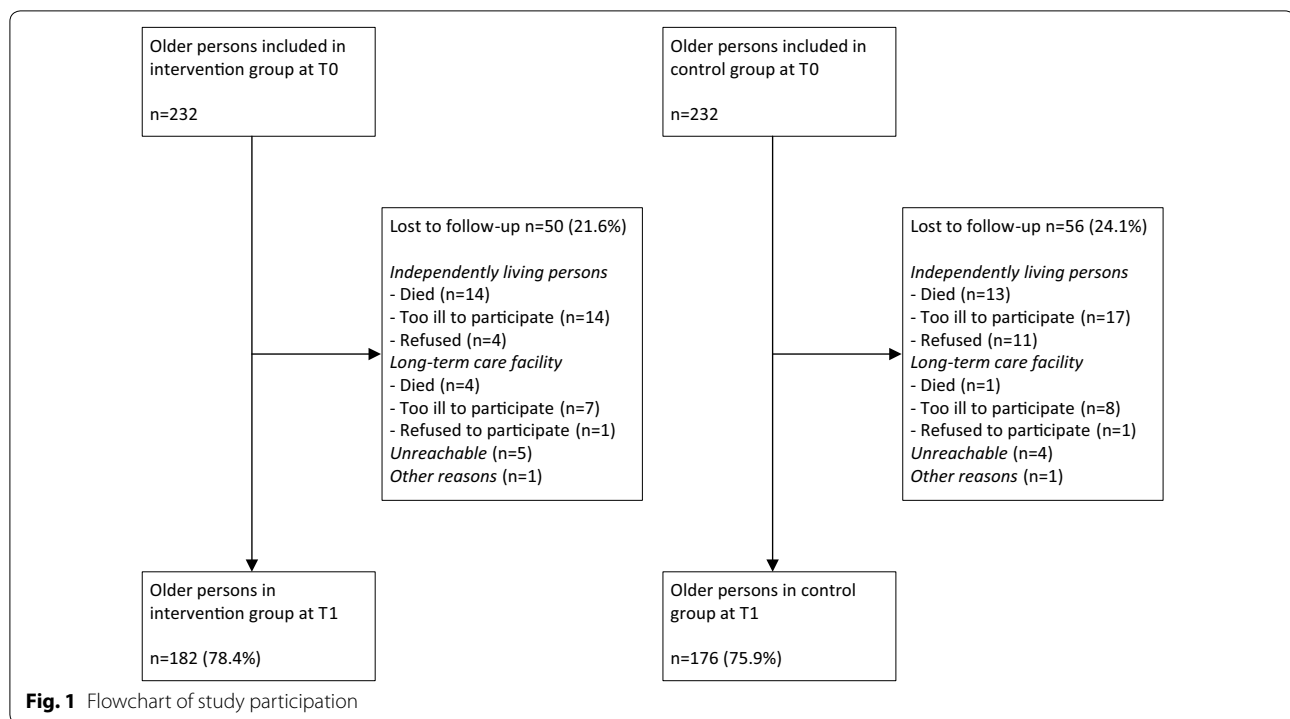 Older persons included in
intervention group at T0
n=232
Older persons included in
control group at T0
n=232
Lost to follow-up n=50 (21.6%)
Independently living persons
- Died (n=14)
- Too ill to participate (n=14)
- Refused (n=4)
Long-term care facility
- Died (n=4)
- Too ill to participate (n=7)
- Refused to participate (n=1)
Unreachable (n=5)
Other reasons (n=1)
Lost to follow-up n=56 (24.1%)
Independently living persons
- Died (n=13)
- Too ill to participate (n=17)
- Refused (n=11)
Long-term care facility
- Died (n=1)
- Too ill to participate (n=8)
- Refused to participate (n=1)
Unreachable (n=4)
Other reasons (n=1)
Older persons in
intervention group at T1
n=182 (78.4%)
Older persons in control
group at T1
n=176 (75.9%)
Fig. 1 Flowchart of study participation